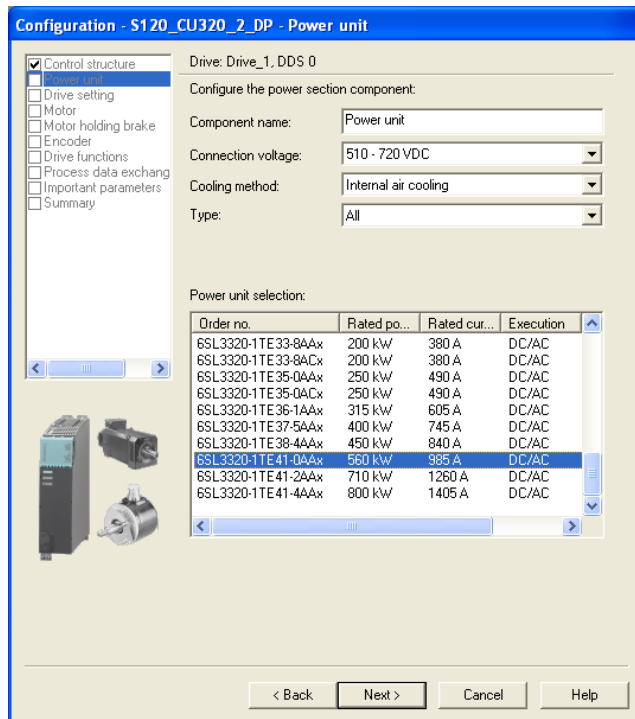 Configuration - S120_CU320_2_DP - Power unit
Control structure
Power unit
Drive setting
Motor
Motor holding brake
Encoder
Drive functions
Process data exchang
Important parameters
Summary
Drive: Drive_1, DDS 0
Configure the power section component:
Component name: Power unit
Connection voltage: 510 - 720 VDC
Cooling method: Internal air cooling
Type: All
Power unit selection:
Order no. Rated po... Rated cur... Execution
6SL3320-1TE33-8AAx 200 kW 380 A DC/AC
6SL3320-1TE33-8ACx 200 kW 380 A DC/AC
6SL3320-1TE35-0AAx 250 kW 490 A DC/AC
6SL3320-1TE35-0ACx 250 kW 490 A DC/AC
6SL3320-1TE36-1AAx 315 kW 605 A DC/AC
6SL3320-1TE37-5AAx 400 kW 745 A DC/AC
6SL3320-1TE38-4AAx 450 kW 840 A DC/AC
6SL3320-1TE41-0AAx 560 kW 985 A DC/AC
6SL3320-1TE41-2AAx 710 kW 1260 A DC/AC
6SL3320-1TE41-4AAx 800 kW 1405 A DC/AC
< Back Next > Cancel Help